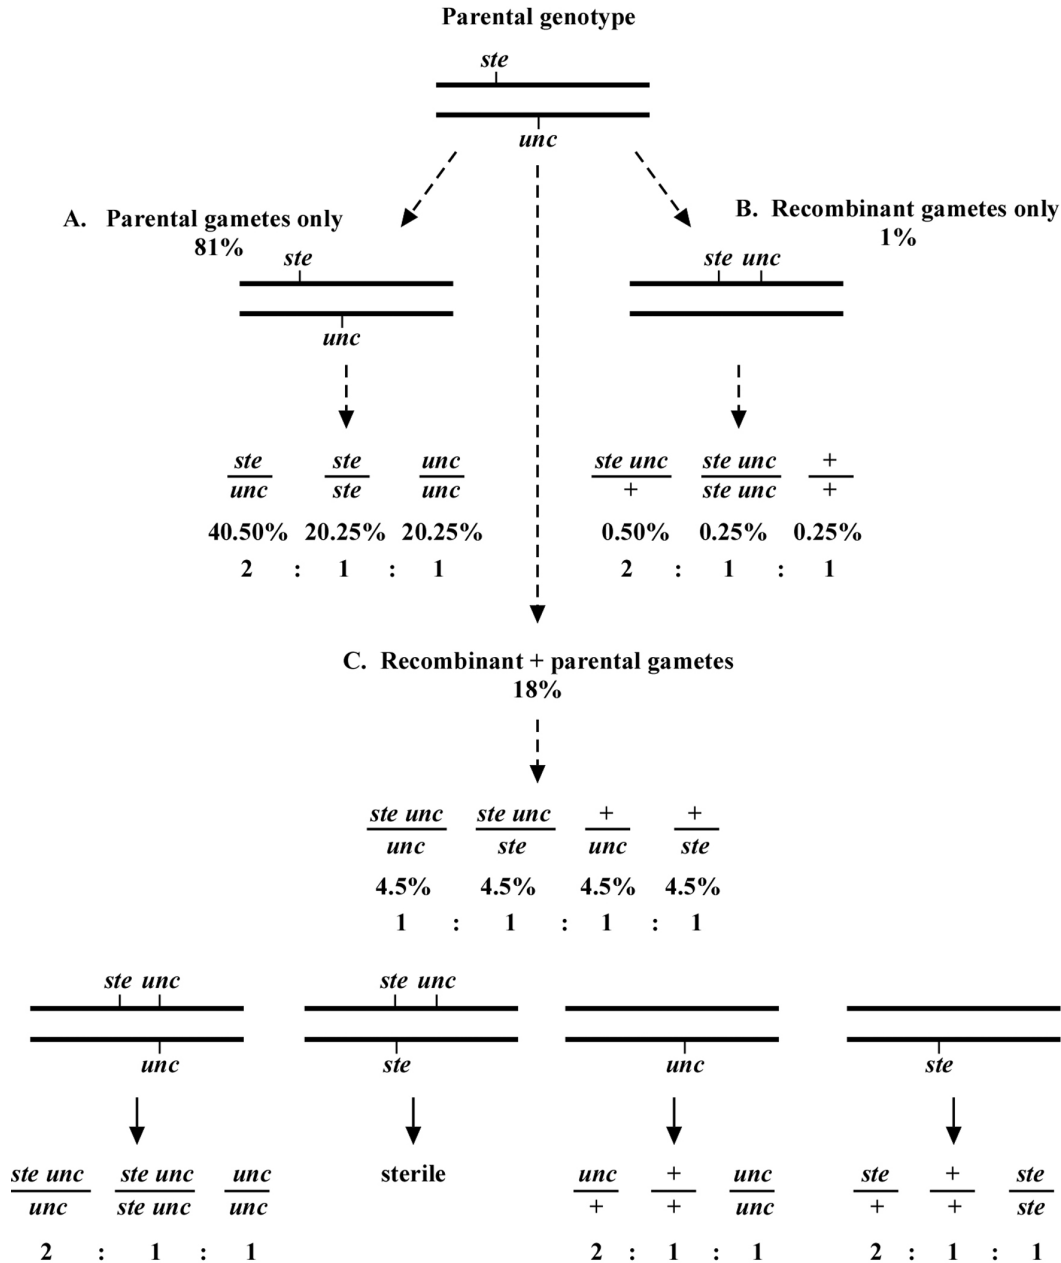 Parental genotype
ste
unc
A. Parental gametes only
81%
ste
unc
B. Recombinant gametes only
1%
ste unc
ste ste unc
unc ste unc
40.50% 20.25% 20.25%
2 : 1 : 1
ste unc ste unc +
+ ste unc +
0.50% 0.25% 0.25%
2 : 1 : 1
C. Recombinant + parental gametes
18%
ste unc ste unc + +
unc ste unc ste
4.5% 4.5% 4.5% 4.5%
1 : 1 : 1 : 1
ste unc ste unc
unc ste unc ste
ste unc ste unc unc sterile unc + unc ste + ste
unc ste unc unc + + unc + + ste
2 : 1 : 1 2 : 1 : 1 2 : 1 : 1